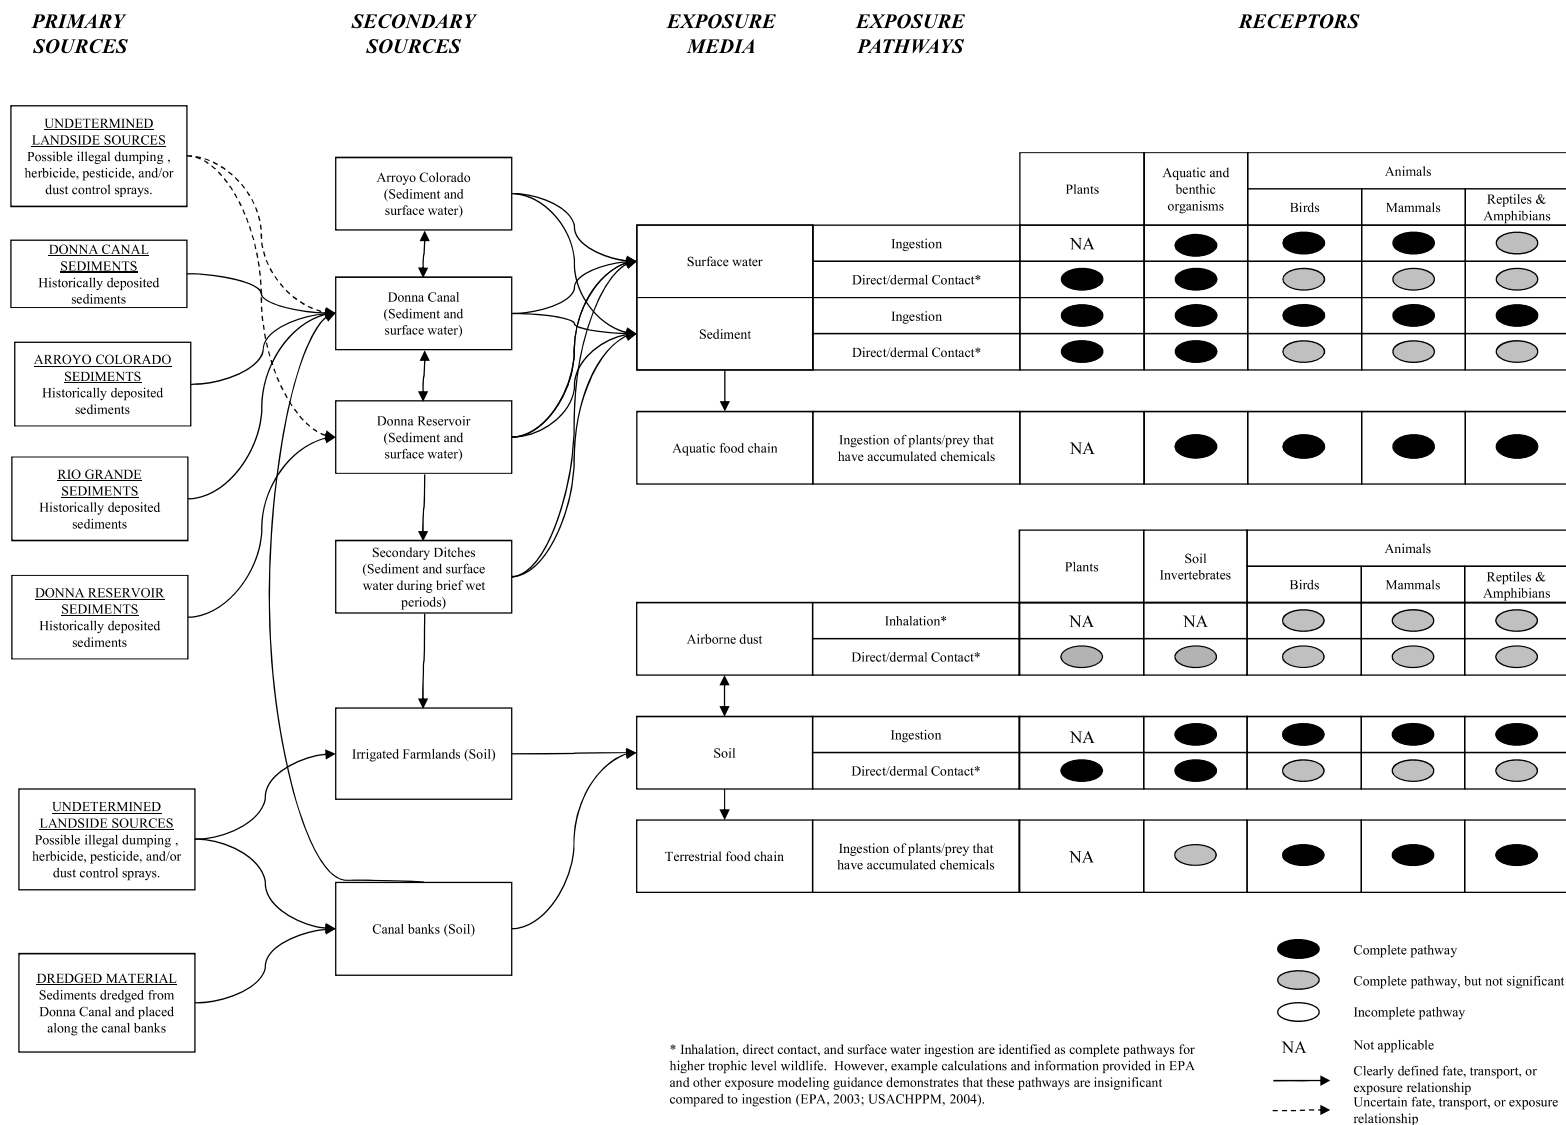 PRIMARY
SOURCES
SECONDARY
SOURCES
EXPOSURE
MEDIA
EXPOSURE
PATHWAYS
RECEPTORS
UNDETERMINED
LANDSIDE SOURCES
Possible illegal dumping ,
herbicide, pesticide, and/or
dust control sprays.
DONNA CANAL
SEDIMENTS
Historically deposited
sediments
ARROYO COLORADO
SEDIMENTS
Historically deposited
sediments
RIO GRANDE
SEDIMENTS
Historically deposited
sediments
DONNA RESERVOIR
SEDIMENTS
Historically deposited
sediments
UNDETERMINED
LANDSIDE SOURCES
Possible illegal dumping ,
herbicide, pesticide, and/or
dust control sprays.
DREDGED MATERIAL
Sediments dredged from
Donna Canal and placed
along the canal banks
Arroyo Colorado
(Sediment and
surface water)
Donna Canal
(Sediment and
surface water)
Donna Reservoir
(Sediment and
surface water)
Secondary Ditches
(Sediment and surface
water during brief wet
periods)
Irrigated Farmlands (Soil)
Canal banks (Soil)
Plants
Aquatic and
benthic
organisms
Animals
Birds
Mammals
Reptiles &
Amphibians
Surface water
Ingestion
NA
Direct/dermal Contact*
Sediment
Ingestion
Direct/dermal Contact*
Aquatic food chain
Ingestion of plants/prey that
have accumulated chemicals
NA
Plants
Soil
Invertebrates
Animals
Birds
Mammals
Reptiles &
Amphibians
Airborne dust
Inhalation*
NA
NA
Direct/dermal Contact*
Soil
Ingestion
NA
Direct/dermal Contact*
Terrestrial food chain
Ingestion of plants/prey that
have accumulated chemicals
NA
Complete pathway
Complete pathway, but not significant
Incomplete pathway
NA
Not applicable
Clearly defined fate, transport, or
exposure relationship
Uncertain fate, transport, or exposure
relationship
* Inhalation, direct contact, and surface water ingestion are identified as complete pathways for
higher trophic level wildlife.  However, example calculations and information provided in EPA
and other exposure modeling guidance demonstrates that these pathways are insignificant
compared to ingestion (EPA, 2003; USACHPPM, 2004).